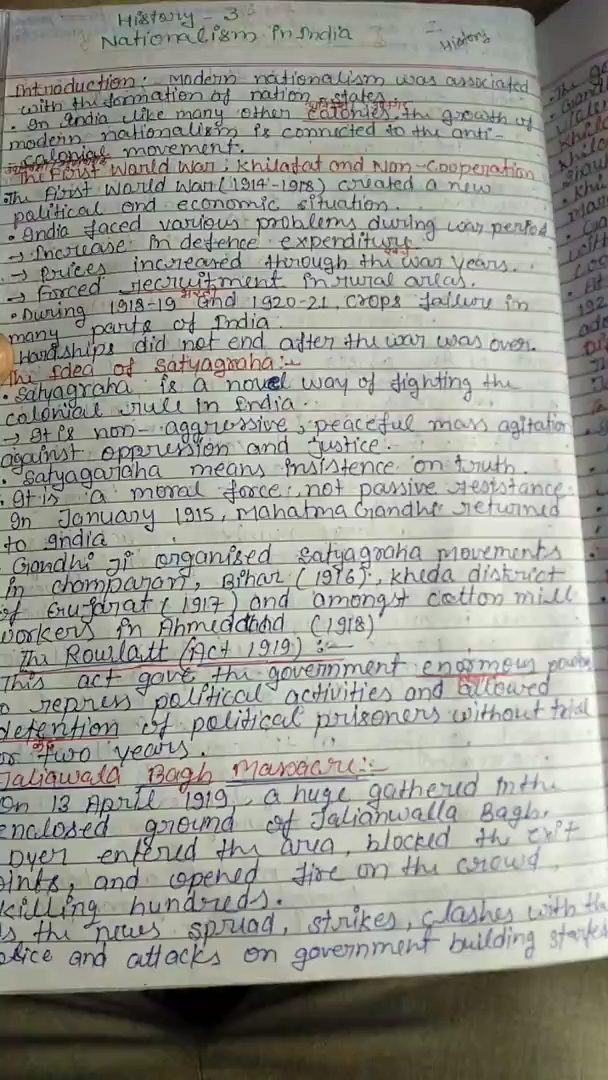 History - 3
Nationalism in India
History
Introduction: Modern nationalism was associated
with the formation of nation - states.
• In India like many other colonies, the growth of
modern nationalism is connected to the anti-
colonial movement.
The First World War, Khilafat and Non-Cooperation
• The First World War (1914-1918) created a new
political and economic situation.
• India faced various problems during war period
→ Increase in defence expenditury.
→ Prices increased through the war years.
→ Forced recruitment in rural areas.
• During 1918-19 and 1920-21, crops failure in
many parts of India.
Hardships did not end after the war was over.
The Idea of Satyagraha:-
• Satyagraha is a novel way of fighting the
colonial rule in India.
→ It is non-aggressive, peaceful mass agitation
against oppression and justice.
• Satyagaraha means insistence on truth.
• It is a moral force, not passive resistance.
In January 1915, Mahatma Gandhi returned
to India
Gandhi Ji organised Satyagraha movements
in champaran, Bihar (1916), Kheda district
of Gujarat (1917) and amongst cotton mill
workers in Ahmedabad (1918)
The Rowlatt (Act 1919) :-
This act gave the government enormous
o repress political activities and allowed
detention of political prisoners without trial
or two years.
Jaliawala Bagh Massacare:-
On 13 April 1919, a huge gathered in the
enclosed ground of Jalianwalla Bagh.
Dyer entered the area, blocked the exit
oints, and opened fire on the crowd,
killing hundreds.
As the news spread, strikes, clashes with the
olice and attacks on government building